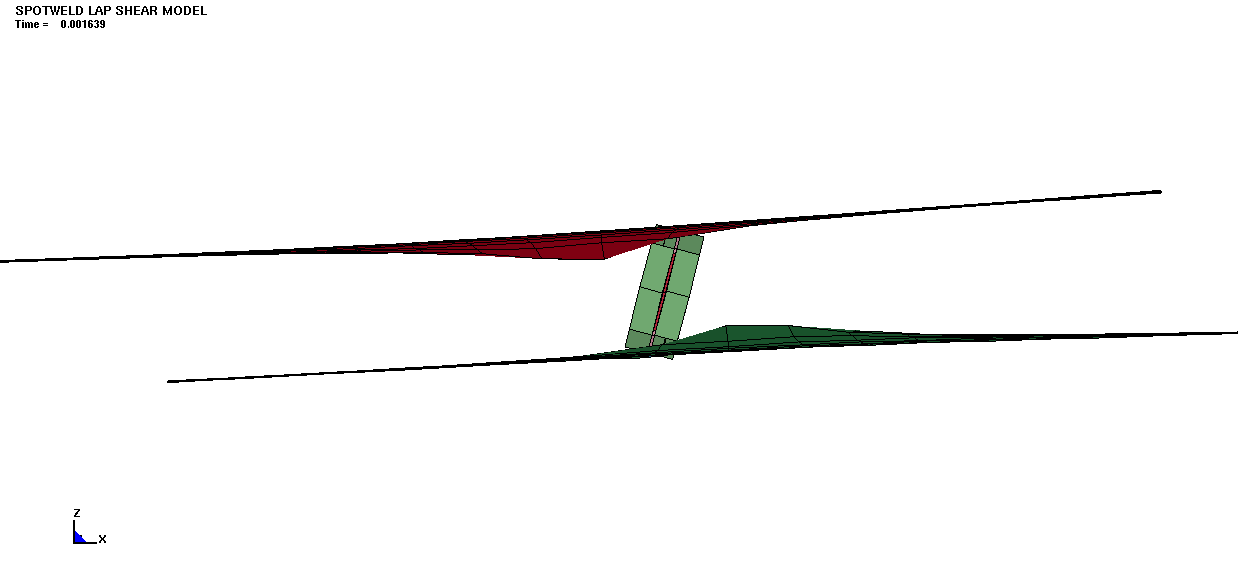 SPOTWELD LAP SHEAR MODEL
Time =    0.001639
Z
X